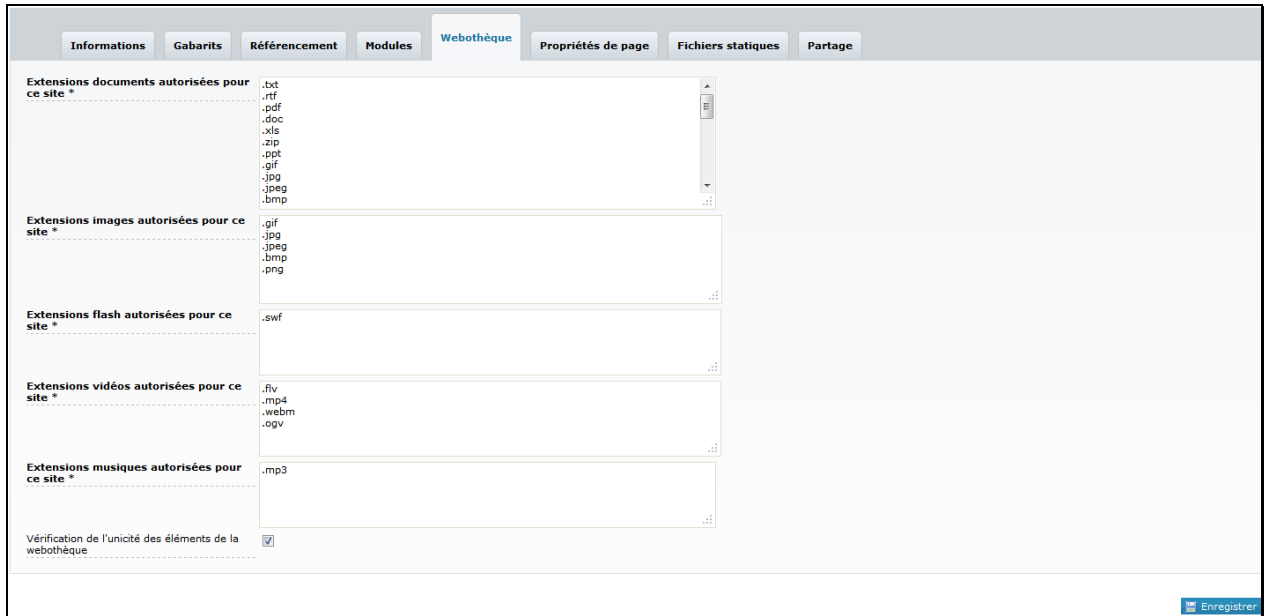 Informations Gabarits Référencement Modules Webothèque Propriétés de page Fichiers statiques Partage
Extensions documents autorisées pour
ce site *
.txt
.rtf
.pdf
.doc
.xls
.zip
.ppt
.gif
.jpg
.jpeg
.bmp
Extensions images autorisées pour ce
site *
.gif
.jpg
.jpeg
.bmp
.png
Extensions flash autorisées pour ce
site *
.swf
Extensions vidéos autorisées pour ce
site *
.flv
.mp4
.webm
.ogv
Extensions musiques autorisées pour
ce site *
.mp3
Vérification de l'unicité des éléments de la
webothèque
Enregistrer